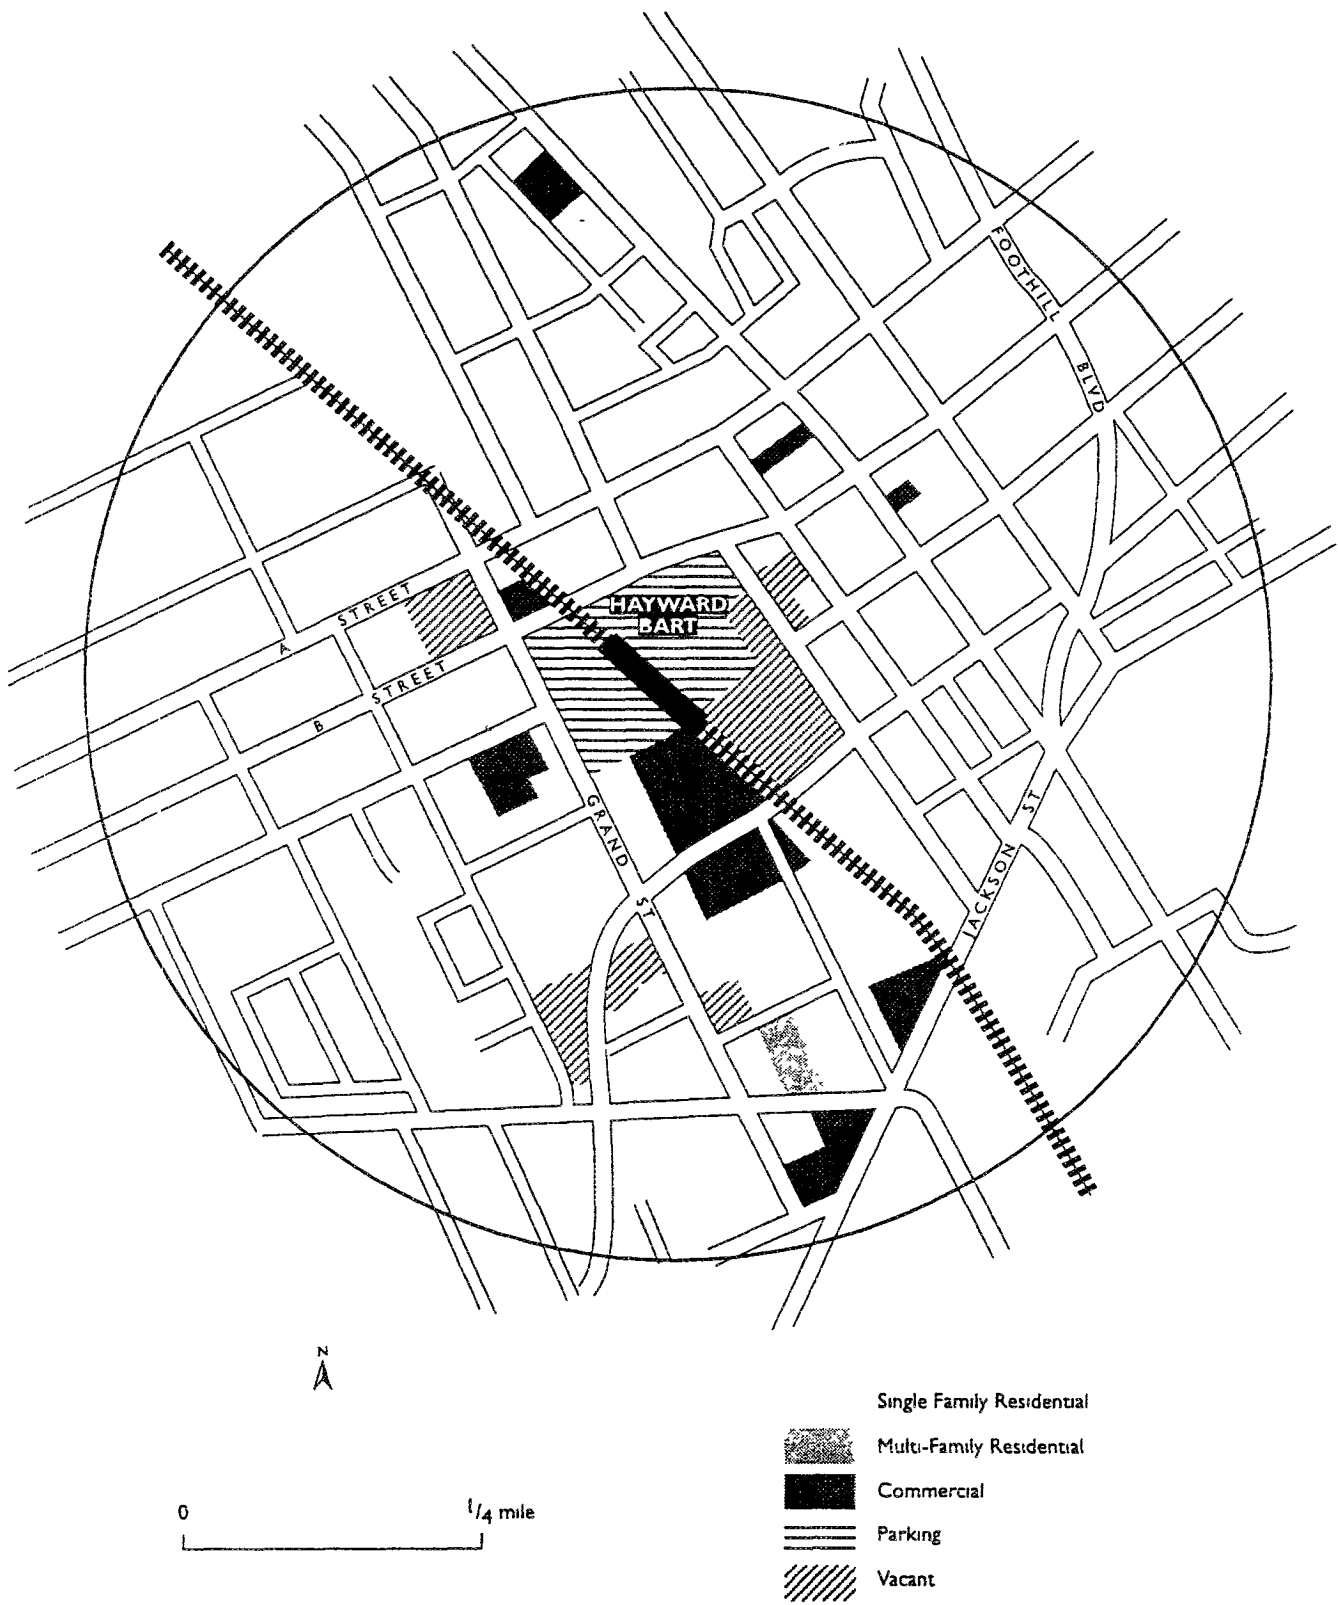 FOOTHILL
BLVD
HAYWARD
BART
A STREET
B STREET
GRAND ST
JACKSON ST
N
0 1/4 mile
Single Family Residential
Multi-Family Residential
Commercial
Parking
Vacant